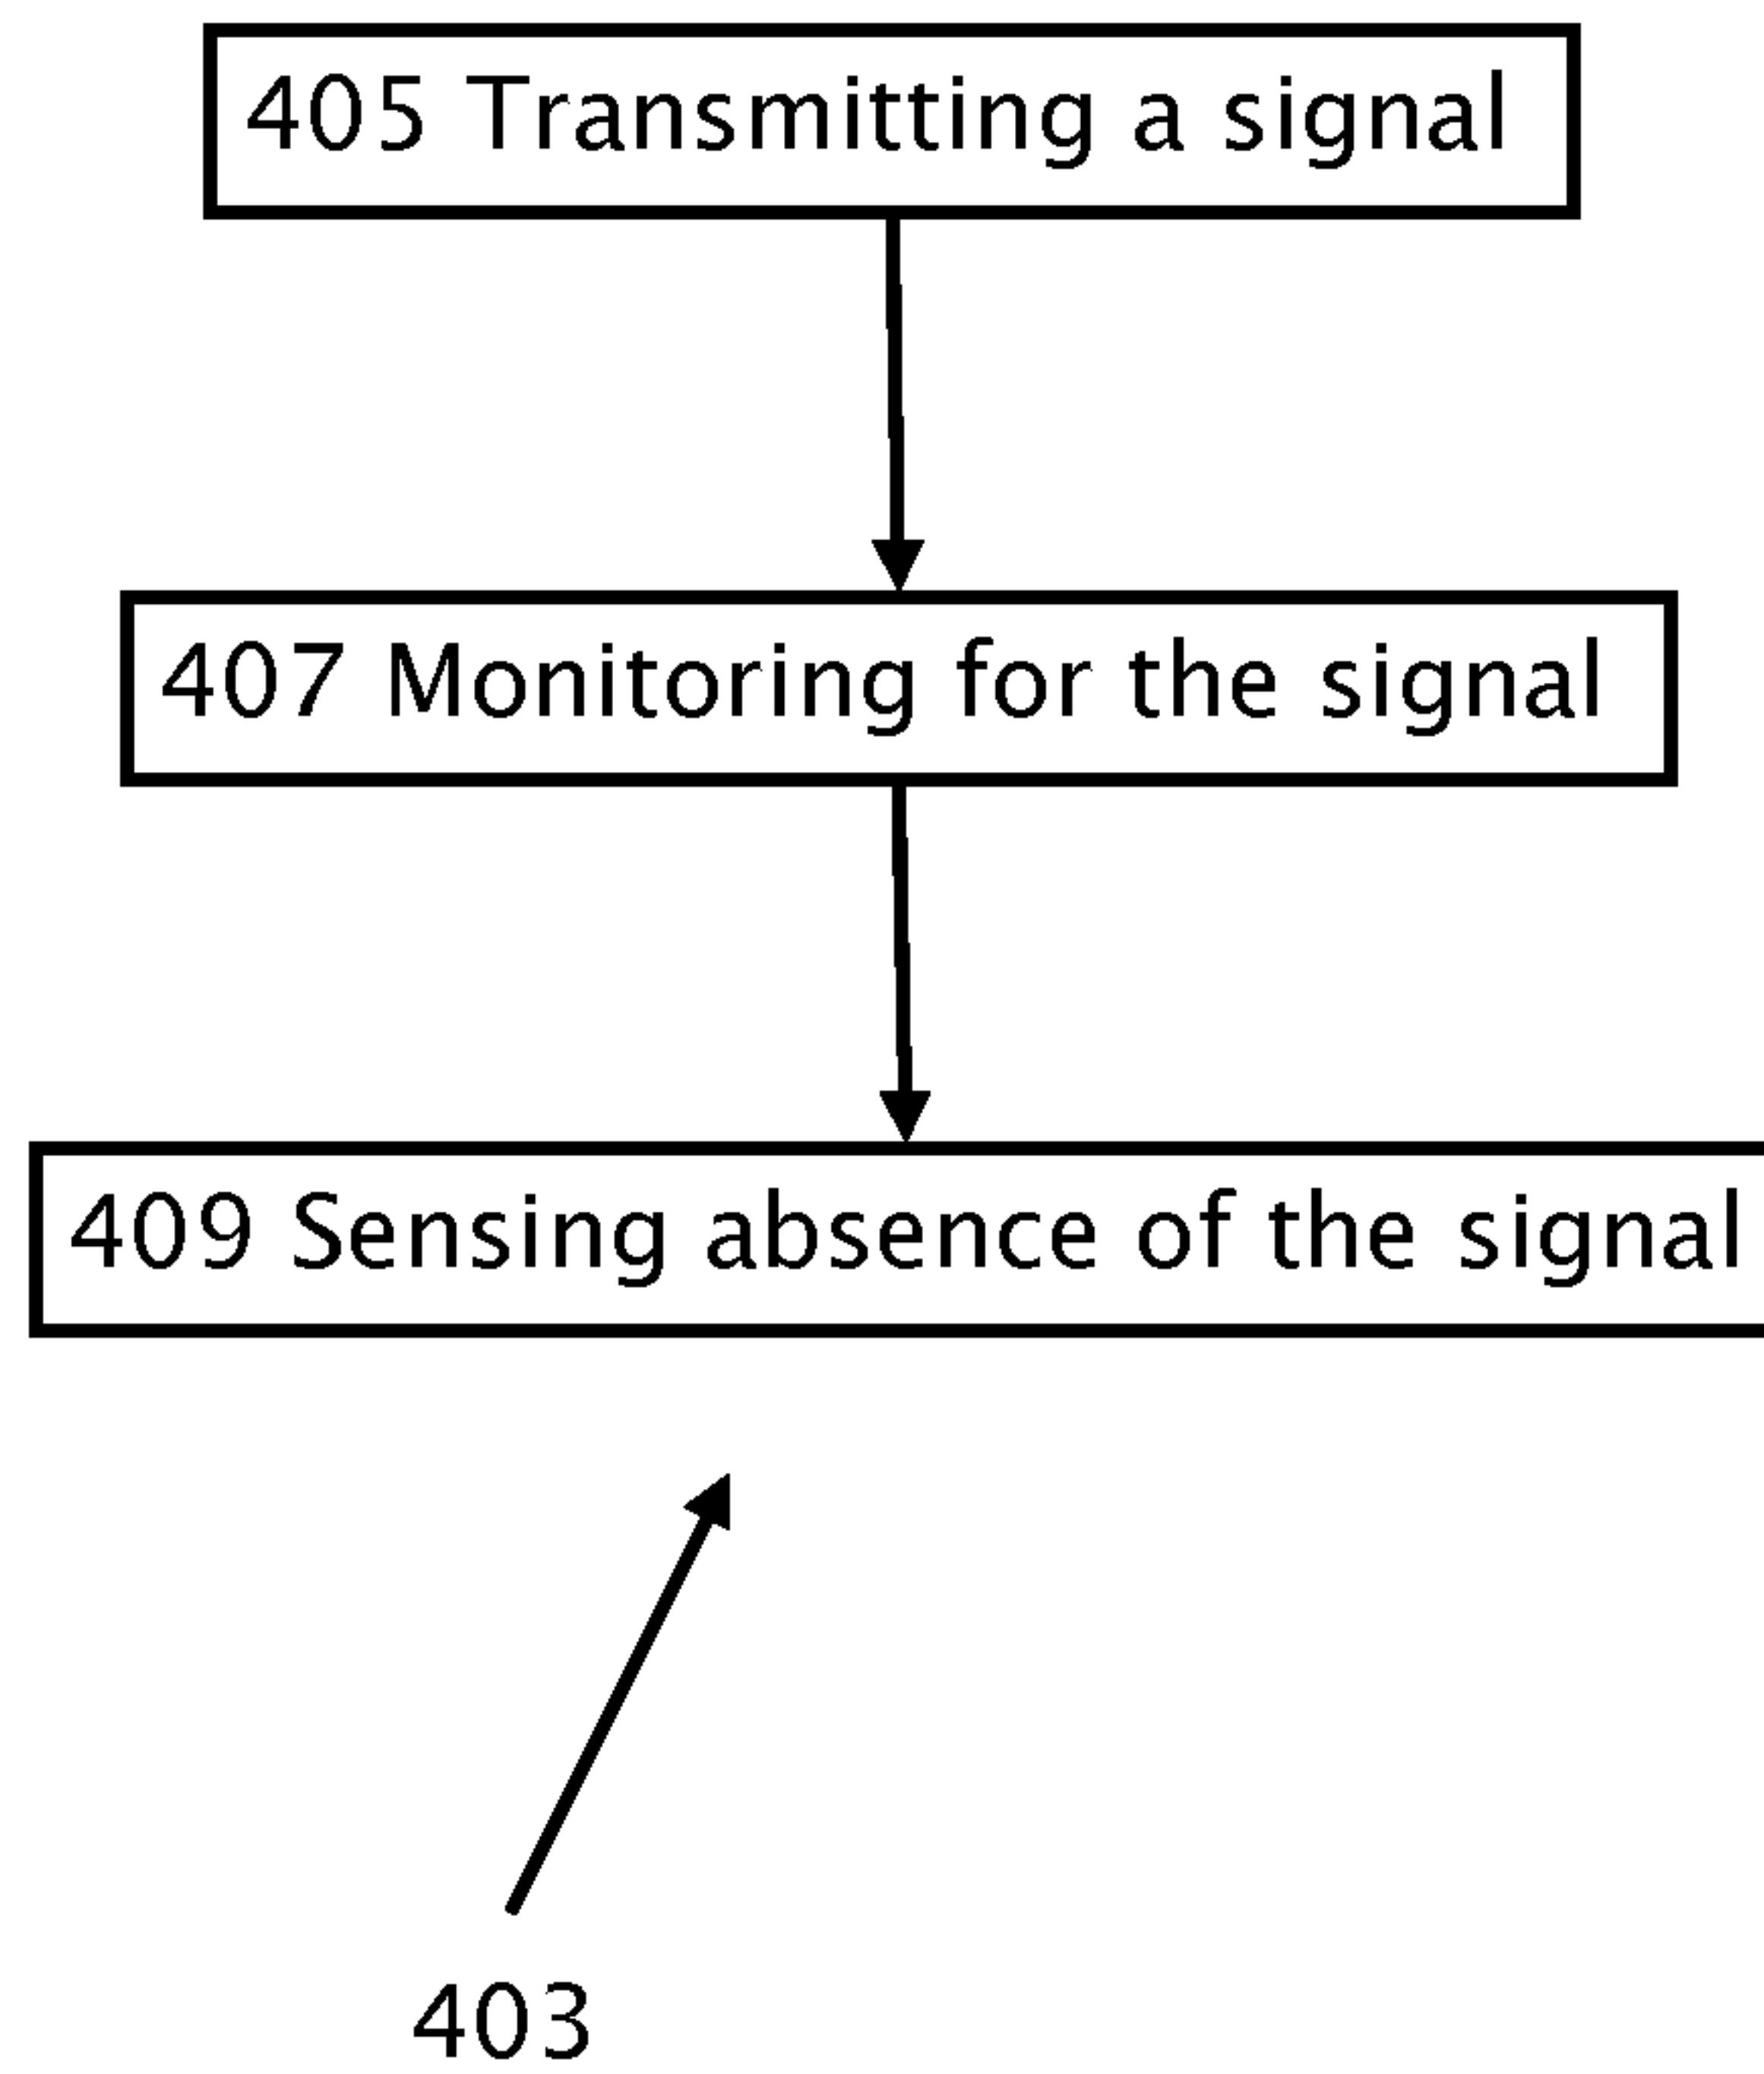 405 Transmitting a signal
407 Monitoring for the signal
409 Sensing absence of the signal
403